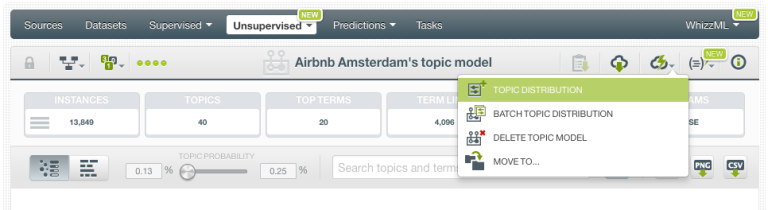 NEW
NEW
Sources Datasets Supervised Unsupervised Predictions Tasks WhizzML
Airbnb Amsterdam's topic model
NEW
INSTANCES TOPICS TOP TERMS TERM LI
13,849 40 20 4,096 SE
TOPIC DISTRIBUTION
BATCH TOPIC DISTRIBUTION
DELETE TOPIC MODEL
MOVE TO...
TOPIC PROBABILITY
0.13 % 0.25 % Search topics and term PNG CSV